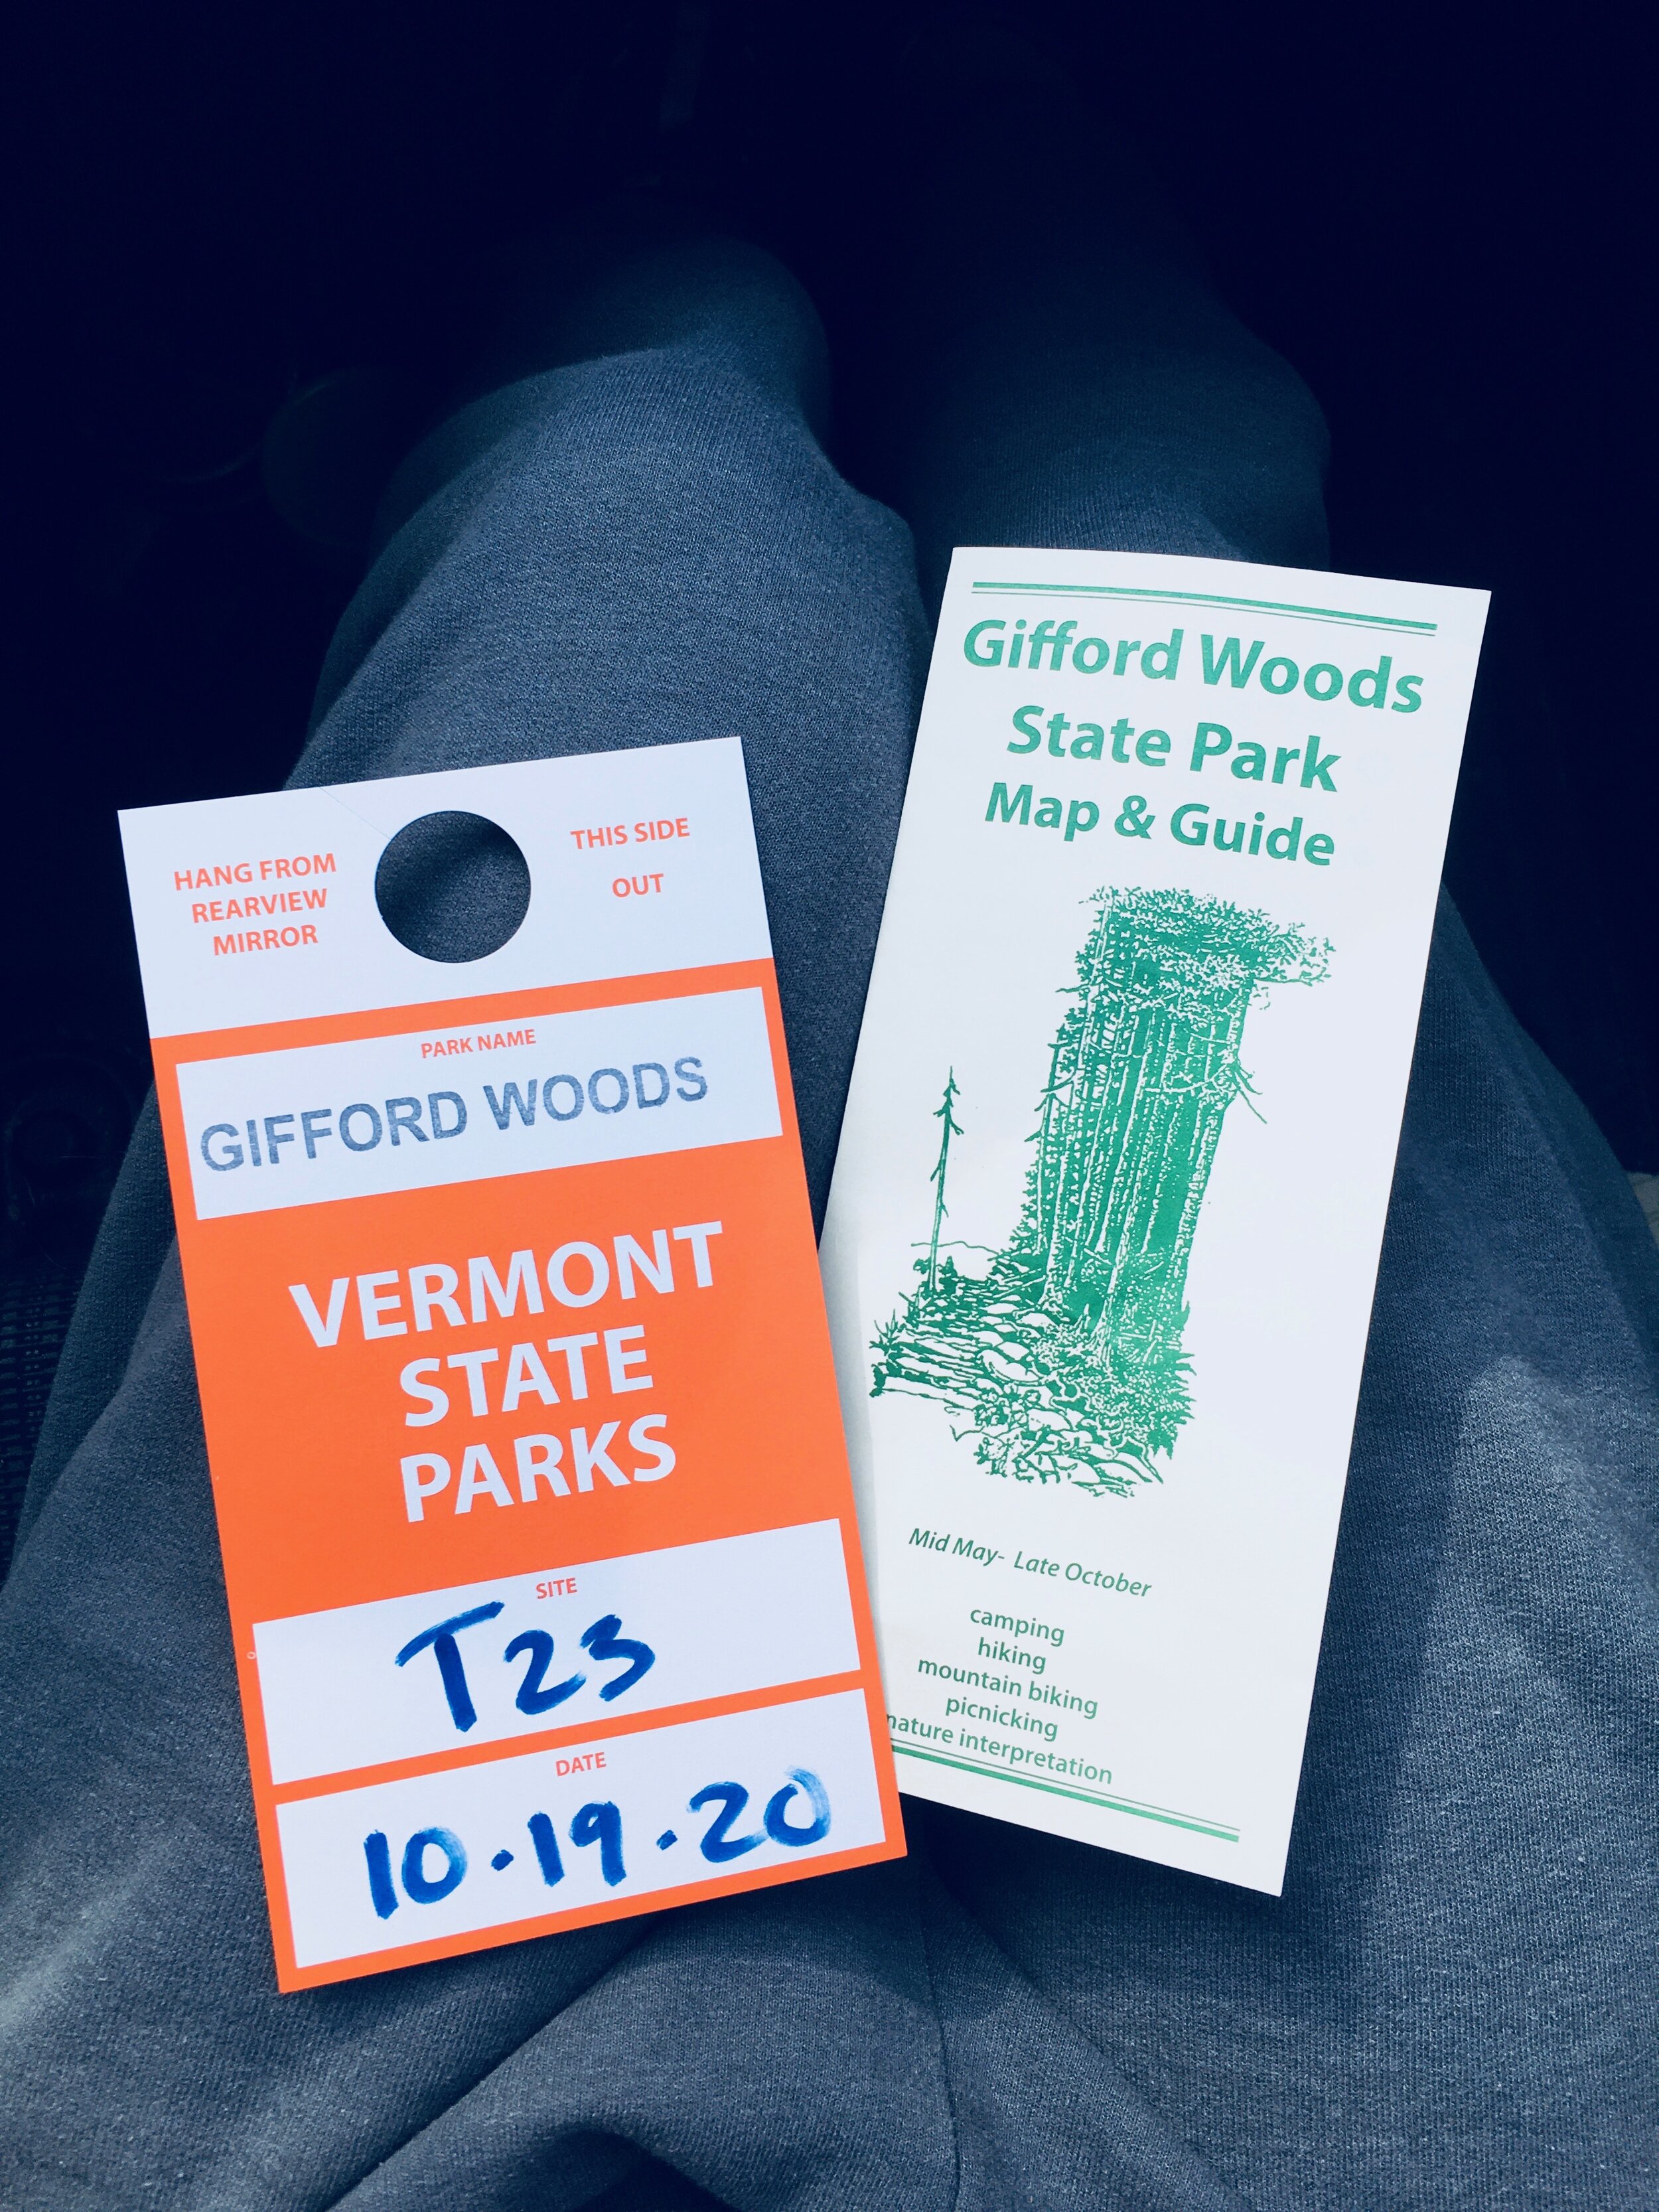 HANG FROM
REARVIEW
MIRROR
THIS SIDE
OUT
PARK NAME
GIFFORD WOODS
VERMONT
STATE
PARKS
SITE
T23
DATE
10.19.20
Gifford Woods
State Park
Map & Guide
Mid May- Late October
camping
hiking
mountain biking
picnicking
nature interpretation